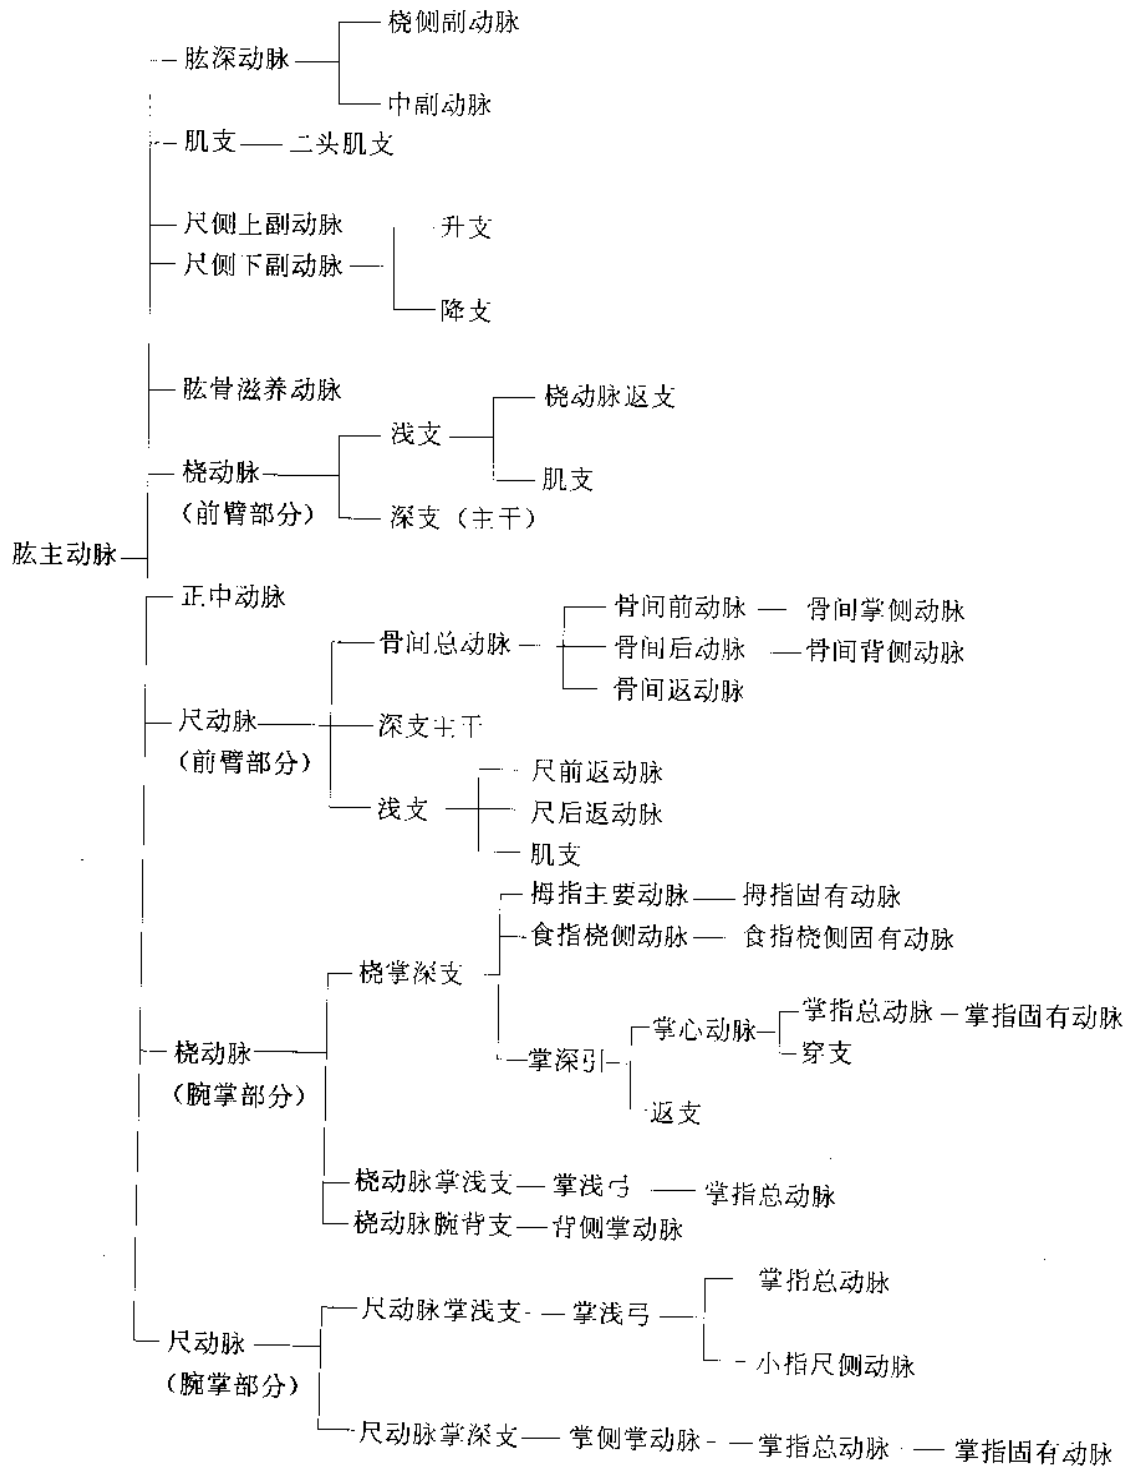 桡侧副动脉
肱深动脉
中副动脉
肌支 二头肌支
尺侧上副动脉 升支
尺侧下副动脉
降支
肱骨滋养动脉
桡动脉返支
浅支
桡动脉 肌支
（前臂部分） 深支（主干）
肱主动脉
正中动脉
骨间前动脉 骨间掌侧动脉
骨间总动脉 骨间后动脉 骨间背侧动脉
骨间返动脉
尺动脉 深支主干
（前臂部分） 尺前返动脉
浅支 尺后返动脉
肌支
拇指主要动脉 拇指固有动脉
食指桡侧动脉 食指桡侧固有动脉
桡掌深支
掌指总动脉 掌指固有动脉
掌心动脉
桡动脉 掌深弓 穿支
（腕掌部分）
返支
桡动脉掌浅支 掌浅弓 掌指总动脉
桡动脉腕背支 背侧掌动脉
掌指总动脉
尺动脉掌浅支 掌浅弓
尺动脉 小指尺侧动脉
（腕掌部分）
尺动脉掌深支 掌侧掌动脉 掌指总动脉 掌指固有动脉